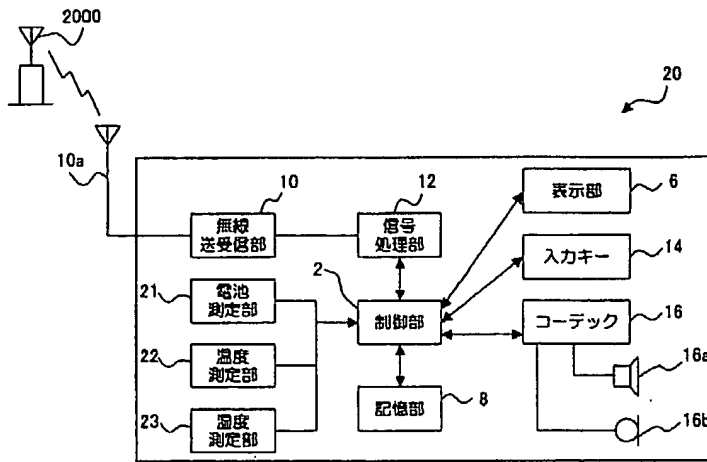 2000
20
10a
10
無線
送受信部
12
信号
処理部
表示部
6
入力キー
14
21
電池
測定部
2
制御部
コーデック
16
22
温度
測定部
16a
23
湿度
測定部
記憶部
8
16b